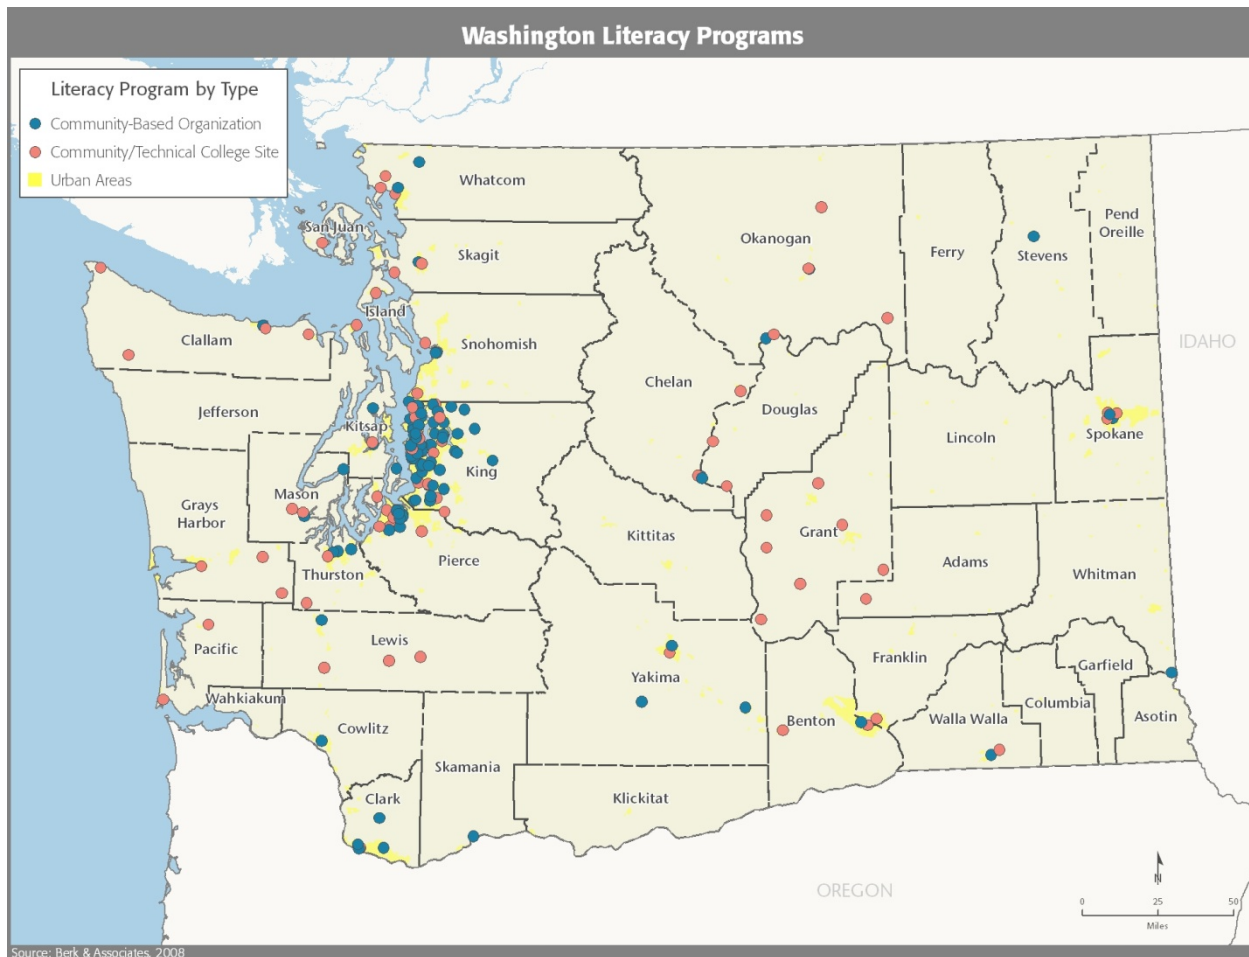 Washington Literacy Programs
Literacy Program by Type
Community-Based Organization
Community/Technical College Site
Urban Areas
Whatcom
San Juan
Skagit
Okanogan
Ferry
Stevens
Pend
Oreille
Island
Clallam
Snohomish
IDAHO
Chelan
Douglas
Jefferson
Kitsap
King
Lincoln
Spokane
Mason
Grays
Harbor
Kittitas
Grant
Pierce
Thurston
Adams
Whitman
Pacific
Lewis
Yakima
Franklin
Garfield
Wahkiakum
Benton
Walla Walla
Columbia
Asotin
Cowlitz
Skamania
Clark
Klickitat
OREGON
N
0 25 50
Miles
Source: Berk & Associates, 2008